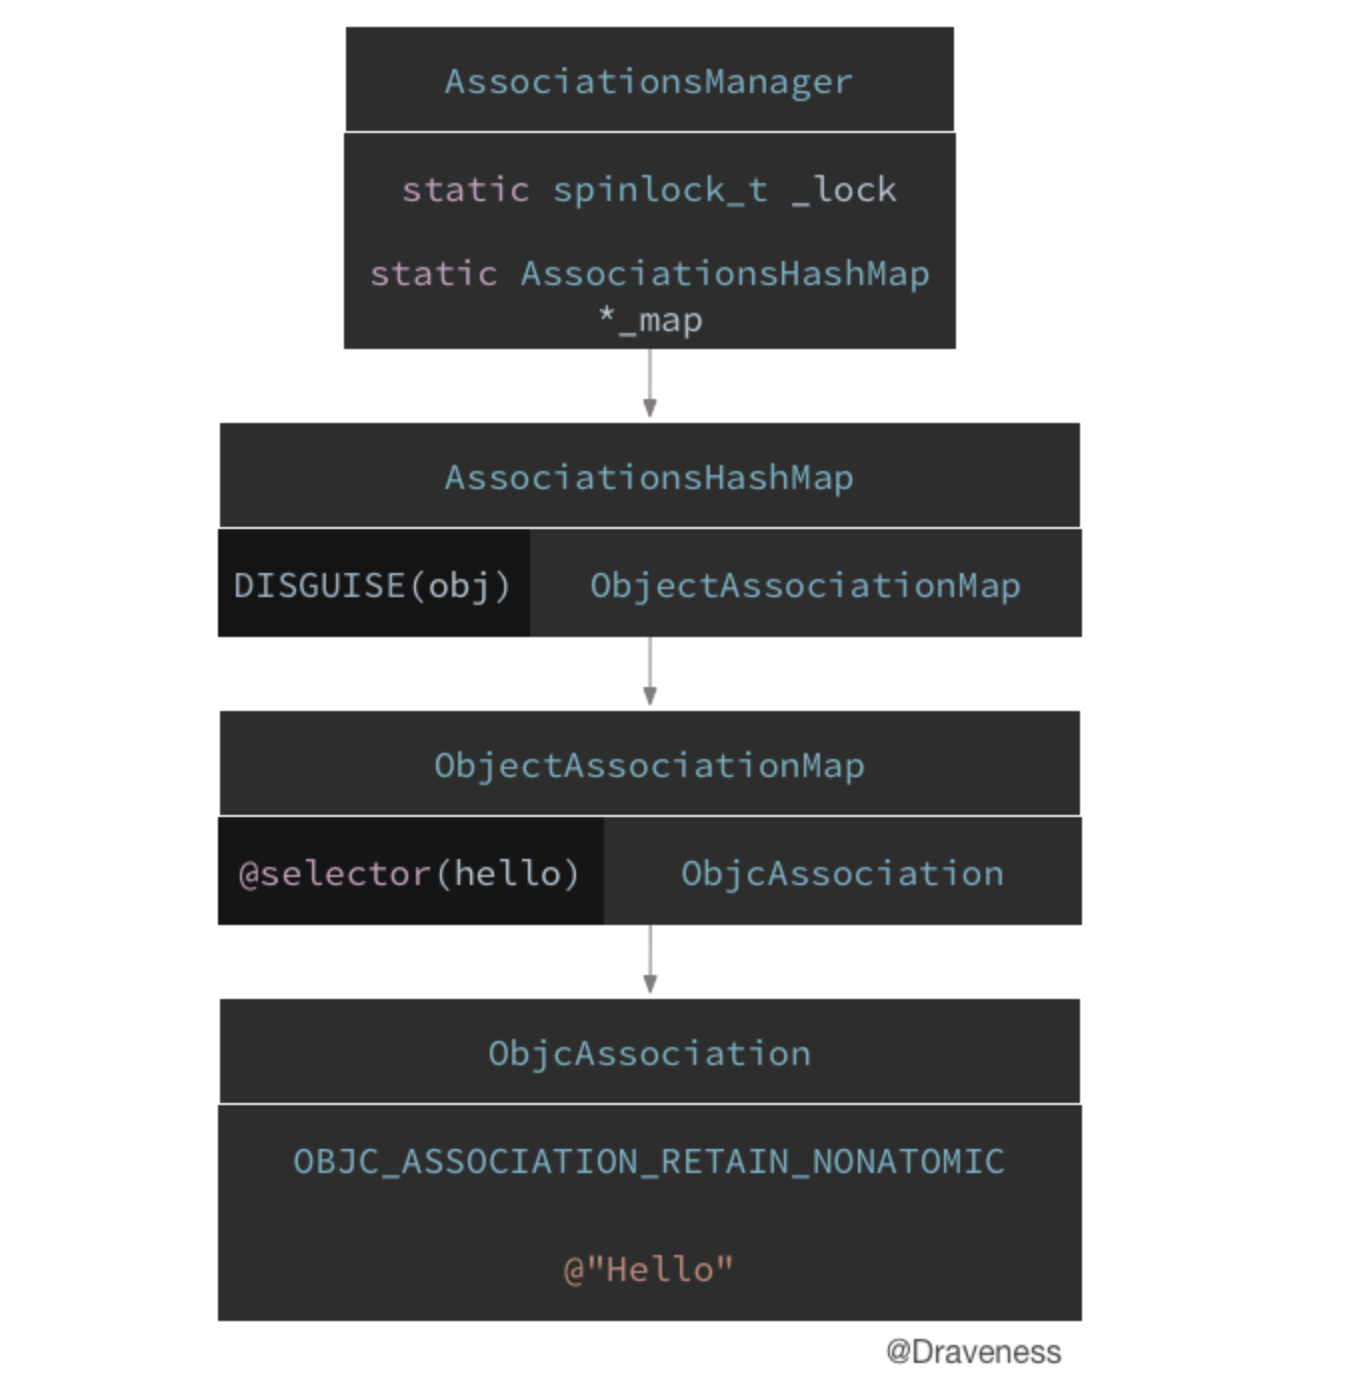 AssociationsManager
static spinlock_t _lock
static AssociationsHashMap
*_map
AssociationsHashMap
DISGUISE(obj) ObjectAssociationMap
ObjectAssociationMap
@selector(hello) ObjcAssociation
ObjcAssociation
OBJC_ASSOCIATION_RETAIN_NONATOMIC
@"Hello"
@Draveness